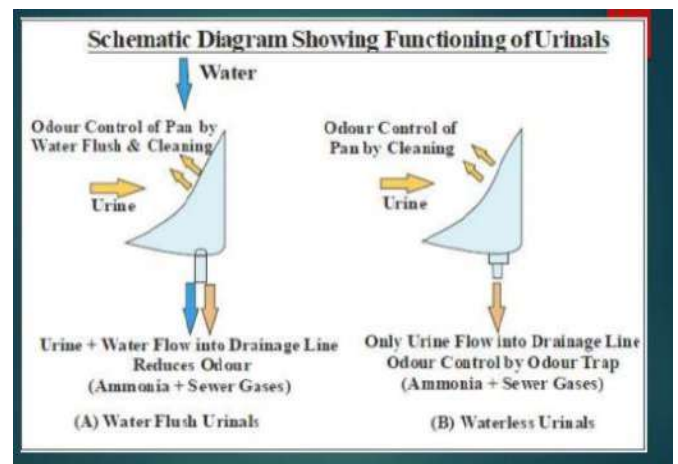 Schematic Diagram Showing Functioning of Urinals
Water
Odour Control of Pan by
Water Flush & Cleaning
Urine
Urine + Water Flow into Drainage Line
Reduces Odour
(Ammonia + Sewer Gases)
(A) Water Flush Urinals
Odour Control of
Pan by Cleaning
Urine
Only Urine Flow into Drainage Line
Odour Control by Odour Trap
(Ammonia + Sewer Gases)
(B) Waterless Urinals